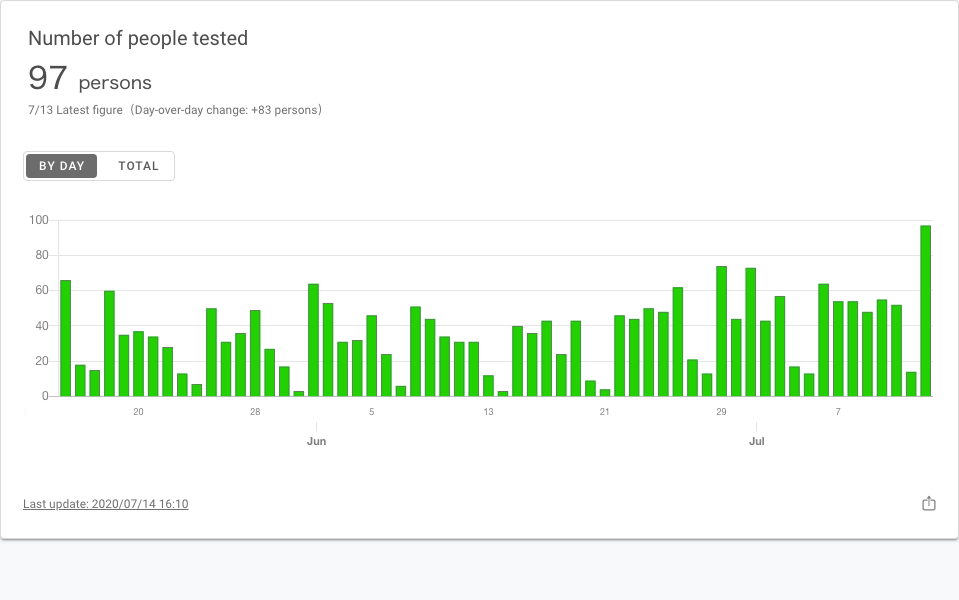 Number of people tested
97 persons
7/13 Latest figure（Day-over-day change: +83 persons）
BY DAY TOTAL
100
80
60
40
20
0
20 28 5 13 21 29 7
Jun Jul
Last update: 2020/07/14 16:10